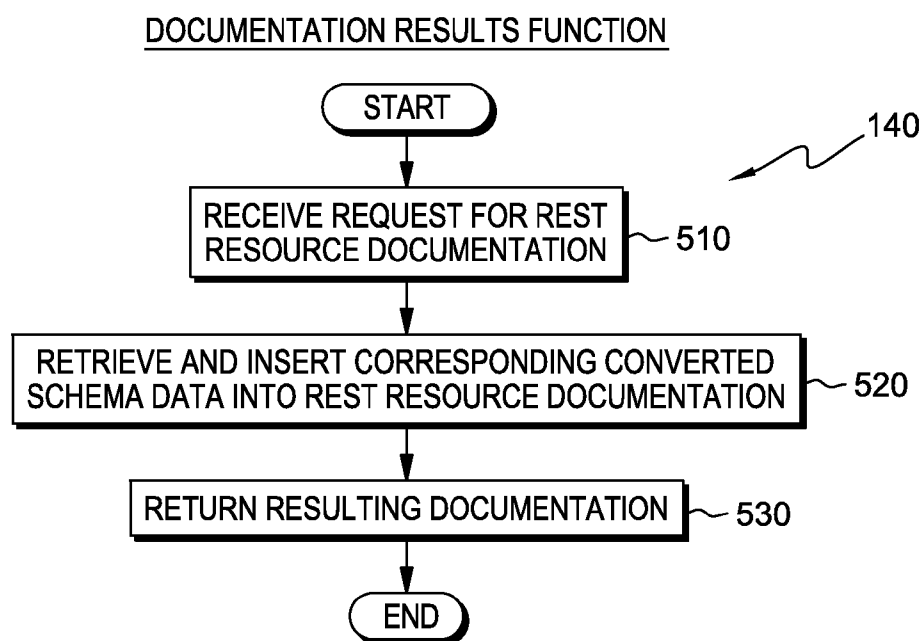 DOCUMENTATION RESULTS FUNCTION
START
140
RECEIVE REQUEST FOR REST
RESOURCE DOCUMENTATION
510
RETRIEVE AND INSERT CORRESPONDING CONVERTED
SCHEMA DATA INTO REST RESOURCE DOCUMENTATION
520
RETURN RESULTING DOCUMENTATION
530
END